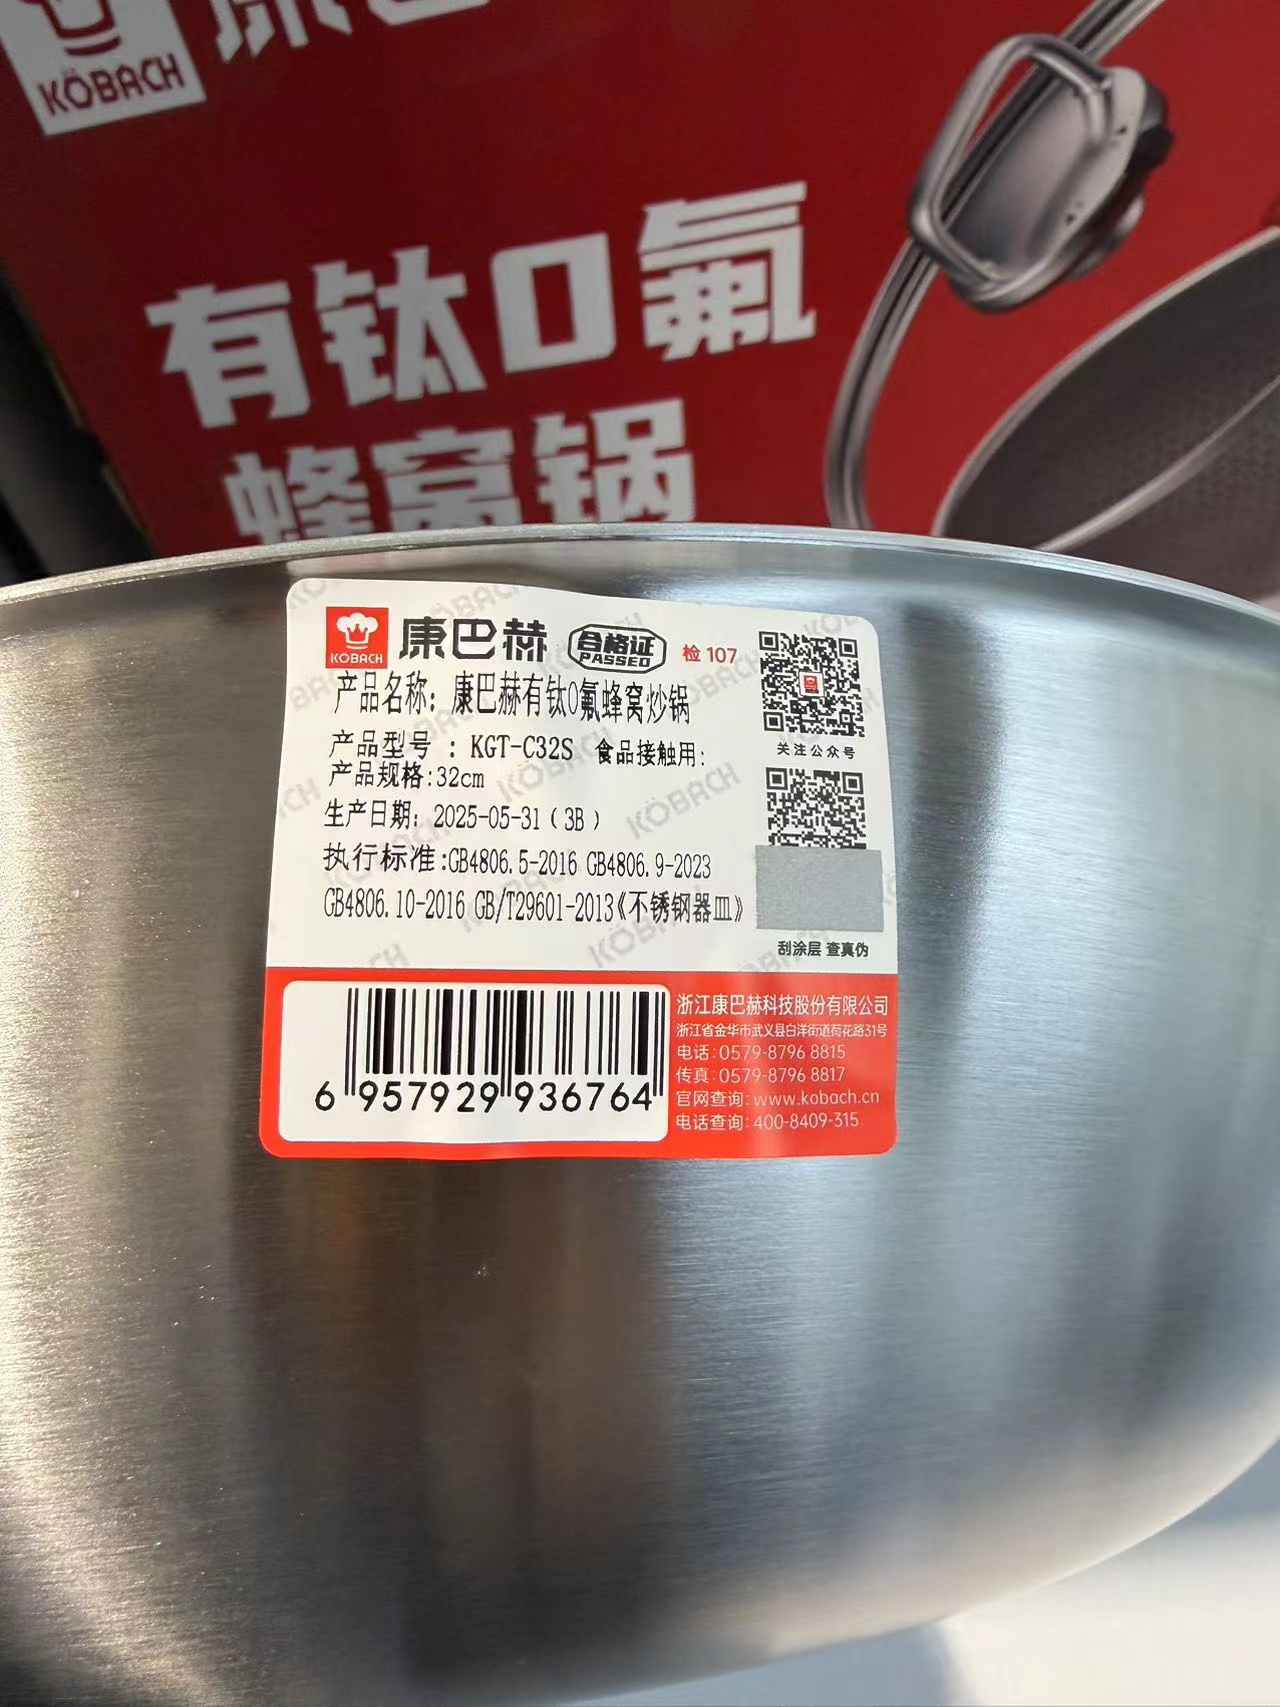 KÖBACH
有钛0氟
蜂窝锅
KÖBACH
康巴赫
合格证
PASSED
检 107
产品名称：康巴赫有钛0氟蜂窝炒锅
产品型号：KGT-C32S 食品接触用:
产品规格:32cm
生产日期：2025-05-31（3B）
执行标准:GB4806.5-2016 GB4806.9-2023
GB4806.10-2016 GB/T29601-2013《不锈钢器皿》
关注公众号
刮涂层 查真伪
6 957929 936764
浙江康巴赫科技股份有限公司
浙江省金华市武义县白洋街道荷花路31号
电话:0579-8796 8815
传真:0579-8796 8817
官网查询:www.kobach.cn
电话查询:400-8409-315